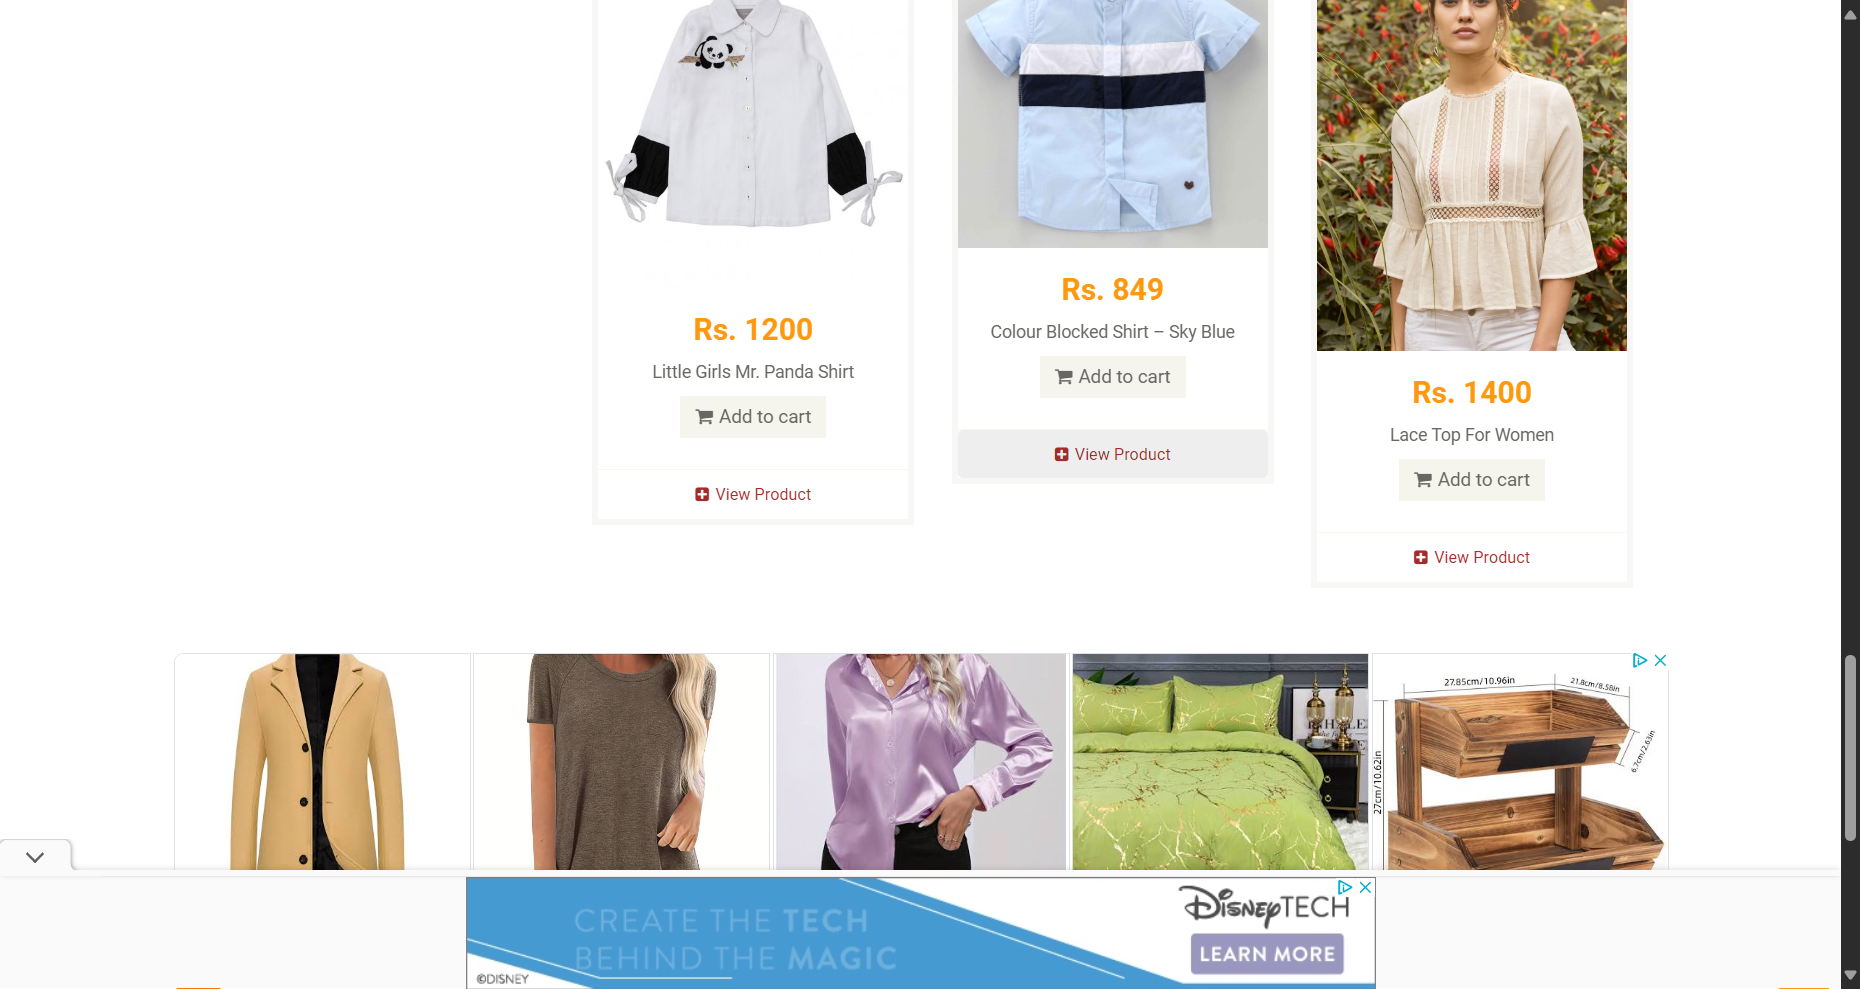 Rs. 1200
Little Girls Mr. Panda Shirt
Add to cart
View Product
Rs. 849
Colour Blocked Shirt – Sky Blue
Add to cart
View Product
Rs. 1400
Lace Top For Women
Add to cart
View Product
27.85cm/10.96in
21.8cm/8.58in
6.7cm/2.63in
27cm/10.62in
CREATE THE TECH
BEHIND THE MAGIC
©DISNEY
DISNEYTECH
LEARN MORE